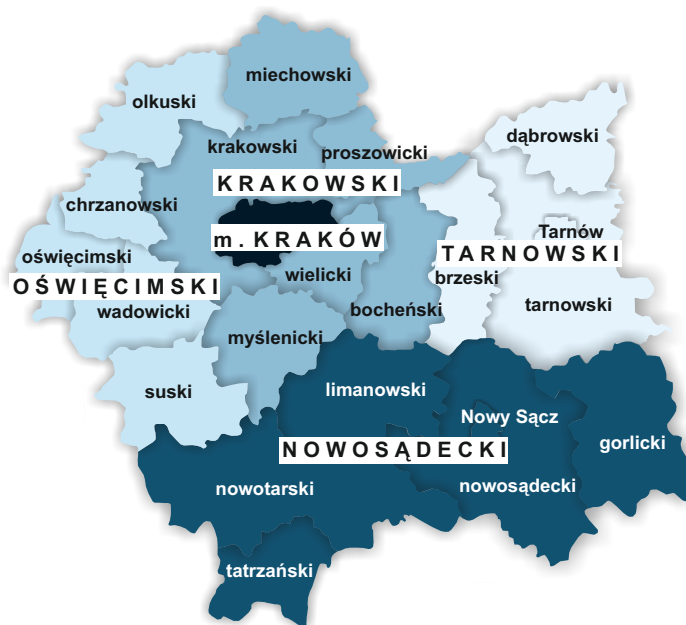 miechowski
olkuski
dąbrowski
krakowski
proszowicki
KRAKOWSKI
chrzanowski
Tarnów
m. KRAKÓW
oświęcimski
TARNOWSKI
wielicki
brzeski
OŚWIĘCIMSKI
wadowicki
bocheński
tarnowski
myślenicki
suski
limanowski
Nowy Sącz
gorlicki
NOWOSĄDECKI
nowotarski
nowosądecki
tatrzański